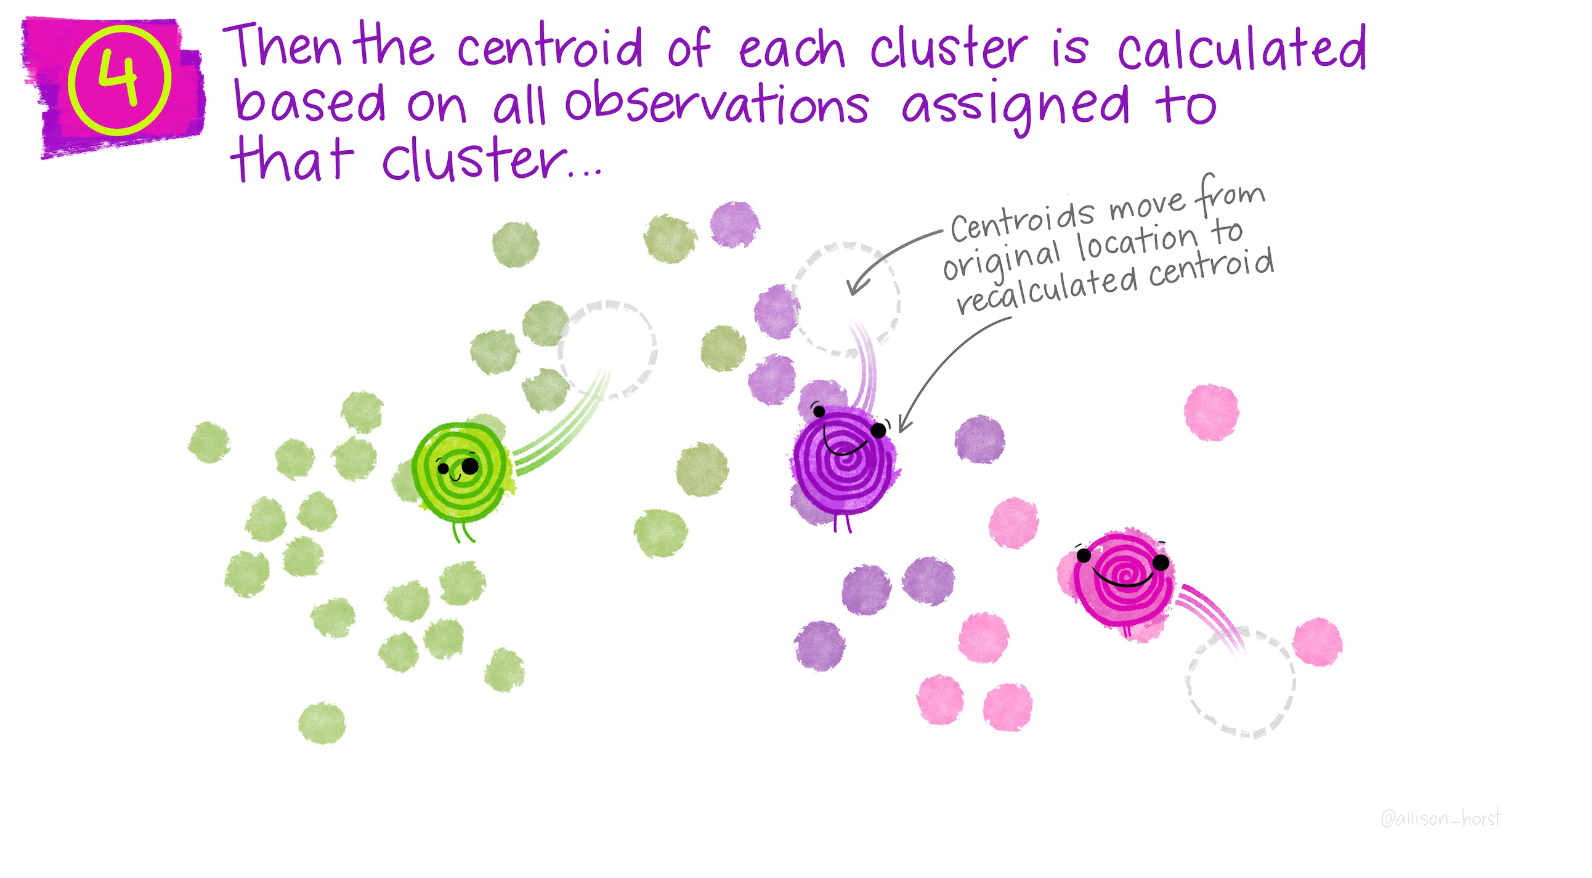 4
Then the centroid of each cluster is calculated
based on all observations assigned to
that cluster...
Centroids move from
original location to
recalculated centroid
@allison_horst